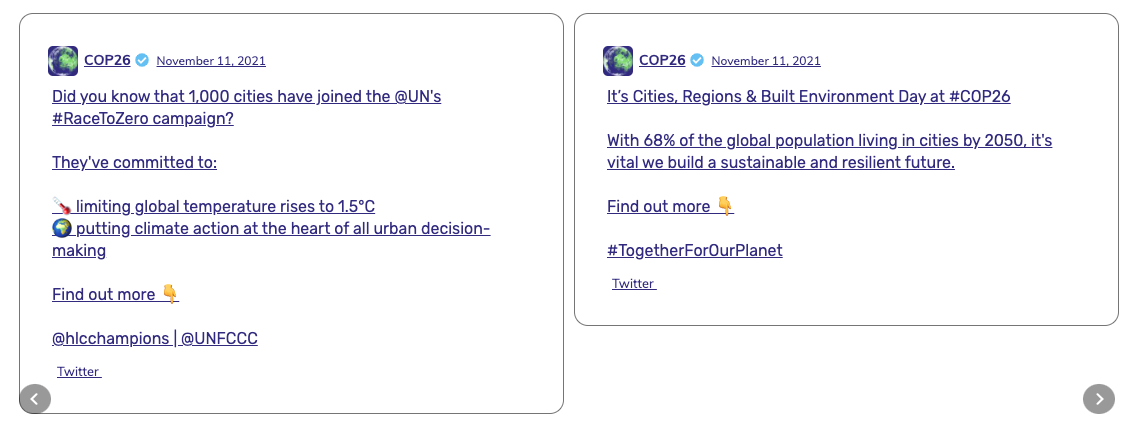 COP26 November 11, 2021
Did you know that 1,000 cities have joined the @UN's
#RaceToZero campaign?
They've committed to:
🌡️ limiting global temperature rises to 1.5°C
🌍 putting climate action at the heart of all urban decision-
making
Find out more 👇
@hlcchampions | @UNFCCC
Twitter
COP26 November 11, 2021
It’s Cities, Regions & Built Environment Day at #COP26
With 68% of the global population living in cities by 2050, it's
vital we build a sustainable and resilient future.
Find out more 👇
#TogetherForOurPlanet
Twitter